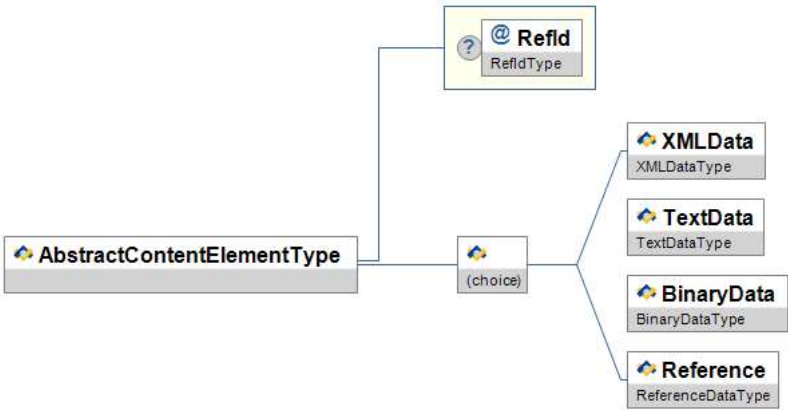 @ RefId
?
RefIdType
XMLData
XMLDataType
TextData
TextDataType
AbstractContentElementType
(choice)
BinaryData
BinaryDataType
Reference
ReferenceDataType